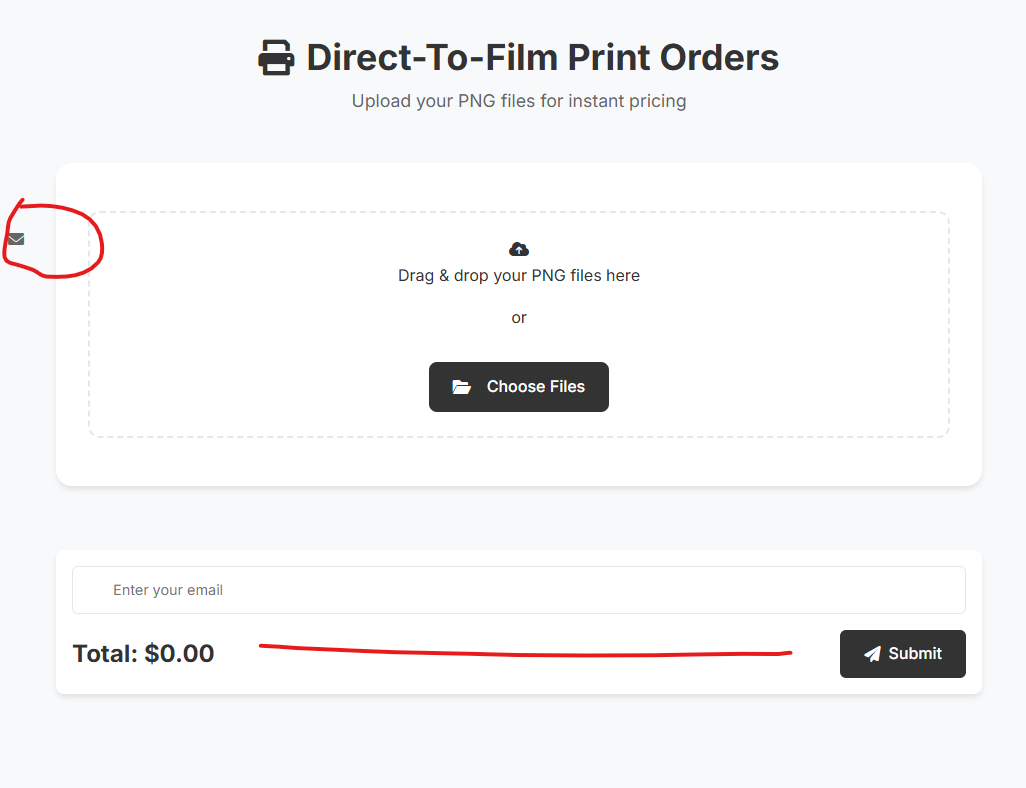 Direct-To-Film Print Orders
Upload your PNG files for instant pricing
Drag & drop your PNG files here
or
Choose Files
Enter your email
Total: $0.00
Submit